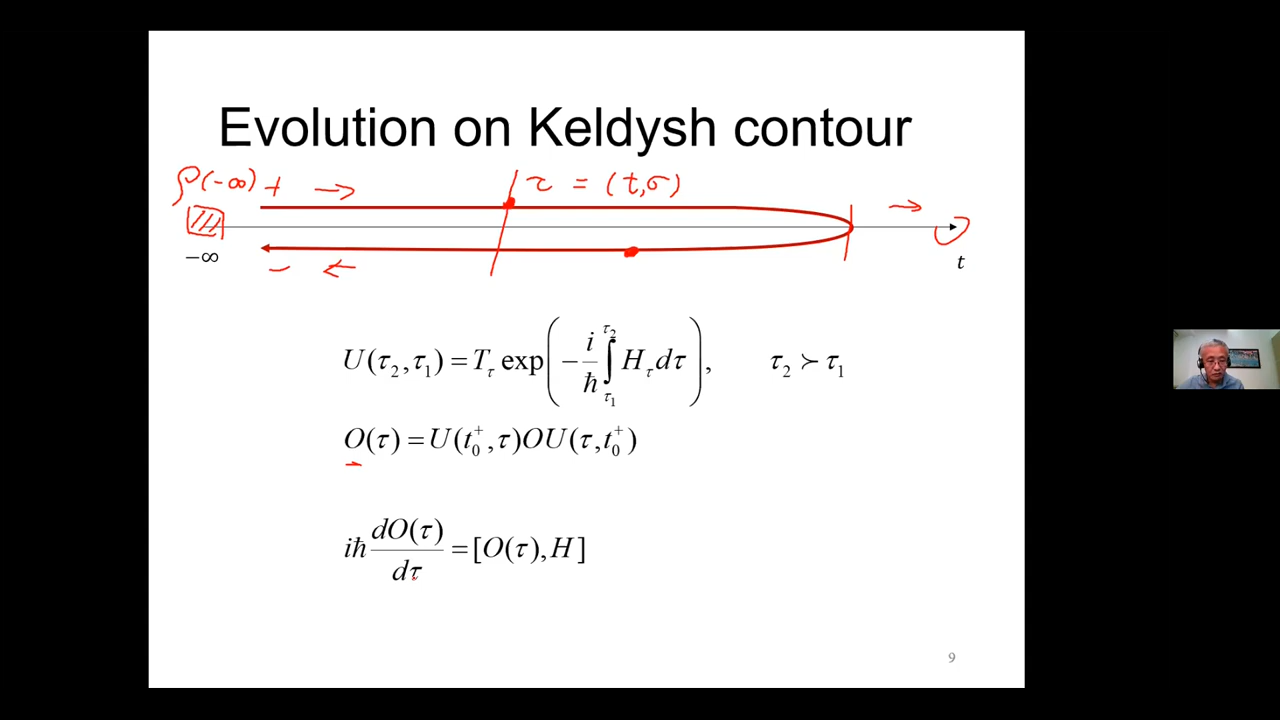 Evolution on Keldysh contour
ρ(-∞) + → τ = (t,σ) →
−∞ − ← t
U(τ₂,τ₁) = T_τ exp(−i/ħ ∫_{τ₁}^{τ₂} H_τ dτ), τ₂ ≻ τ₁
O(τ) = U(t₀⁺,τ)OU(τ,t₀⁺)
iħ dO(τ)/dτ = [O(τ),H]
9